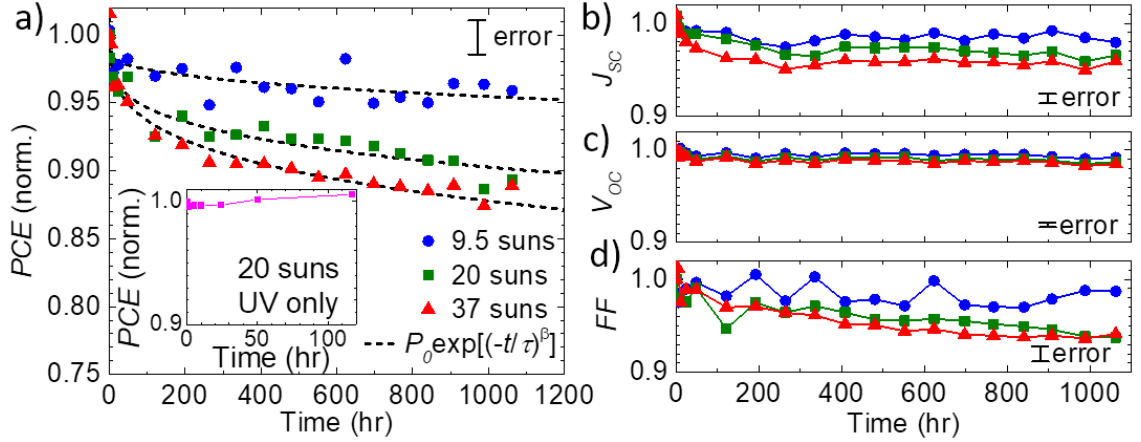 a)
PCE (norm.)
1.00
0.95
0.90
0.85
0.80
0.75
error
PCE (norm.)
1.0
0.9
20 suns
UV only
0
50
100
Time (hr)
9.5 suns
20 suns
37 suns
P0exp[(-t/τ)^β]
0 200 400 600 800 1000 1200
Time (hr)
b)
JSC
1.0
0.9
error
c)
VOC
1.0
0.9
error
d)
FF
1.0
0.9
error
0 200 400 600 800 1000
Time (hr)